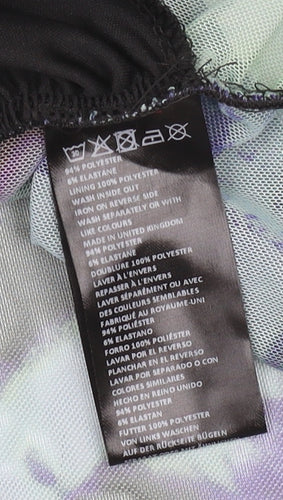 30
94% POLYESTER
6% ELASTANE
LINING 100% POLYESTER
WASH INSIDE OUT
IRON ON REVERSE SIDE
WASH SEPARATELY OR WITH
LIKE COLOURS
MADE IN UNITED KINGDOM
94% POLYESTER
6% ELASTANE
DOUBLURE 100% POLYESTER
LAVER À L'ENVERS
REPASSER À L'ENVERS
LAVER SÉPARÉMENT OU AVEC
DES COULEURS SEMBLABLES
FABRIQUÉ AU ROYAUME-UNI
94% POLIÉSTER
6% ELASTANO
FORRO 100% POLIÉSTER
LAVAR POR EL REVERSO
PLANCHAR EN EL REVERSO
LAVAR POR SEPARADO O CON
COLORES SIMILARES
HECHO EN REINO UNIDO
94% POLYESTER
6% ELASTAN
FUTTER 100% POLYESTER
VON LINKS WASCHEN
AUF DER RÜCKSEITE BÜGELN